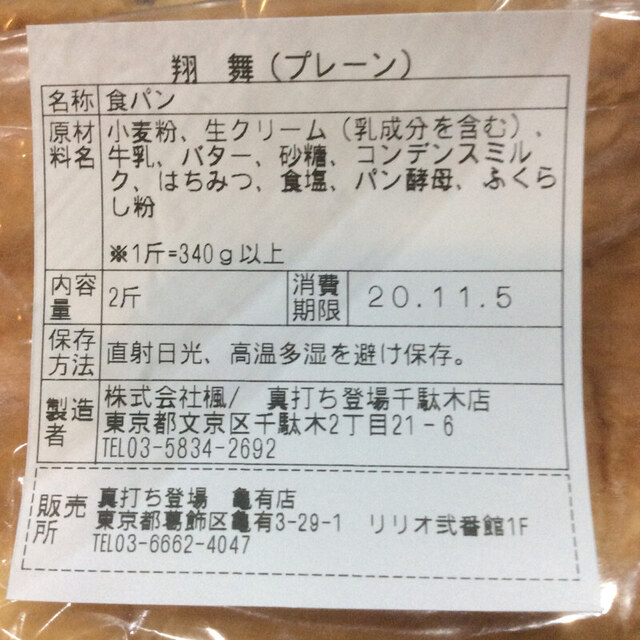 翔 舞(プレーン)
名称 食パン
原材料名 小麦粉、生クリーム(乳成分を含む)、
牛乳、バター、砂糖、コンデンスミル
ク、はちみつ、食塩、パン酵母、ふくら
し粉
※1斤=340g以上
内容量 2斤 消費期限 20.11.5
保存方法 直射日光、高温多湿を避け保存。
製造者 株式会社楓/ 真打ち登場千駄木店
東京都文京区千駄木2丁目21-6
TEL03-5834-2692
販売所 真打ち登場 亀有店
東京都葛飾区亀有3-29-1 リリオ弐番館1F
TEL03-6662-4047